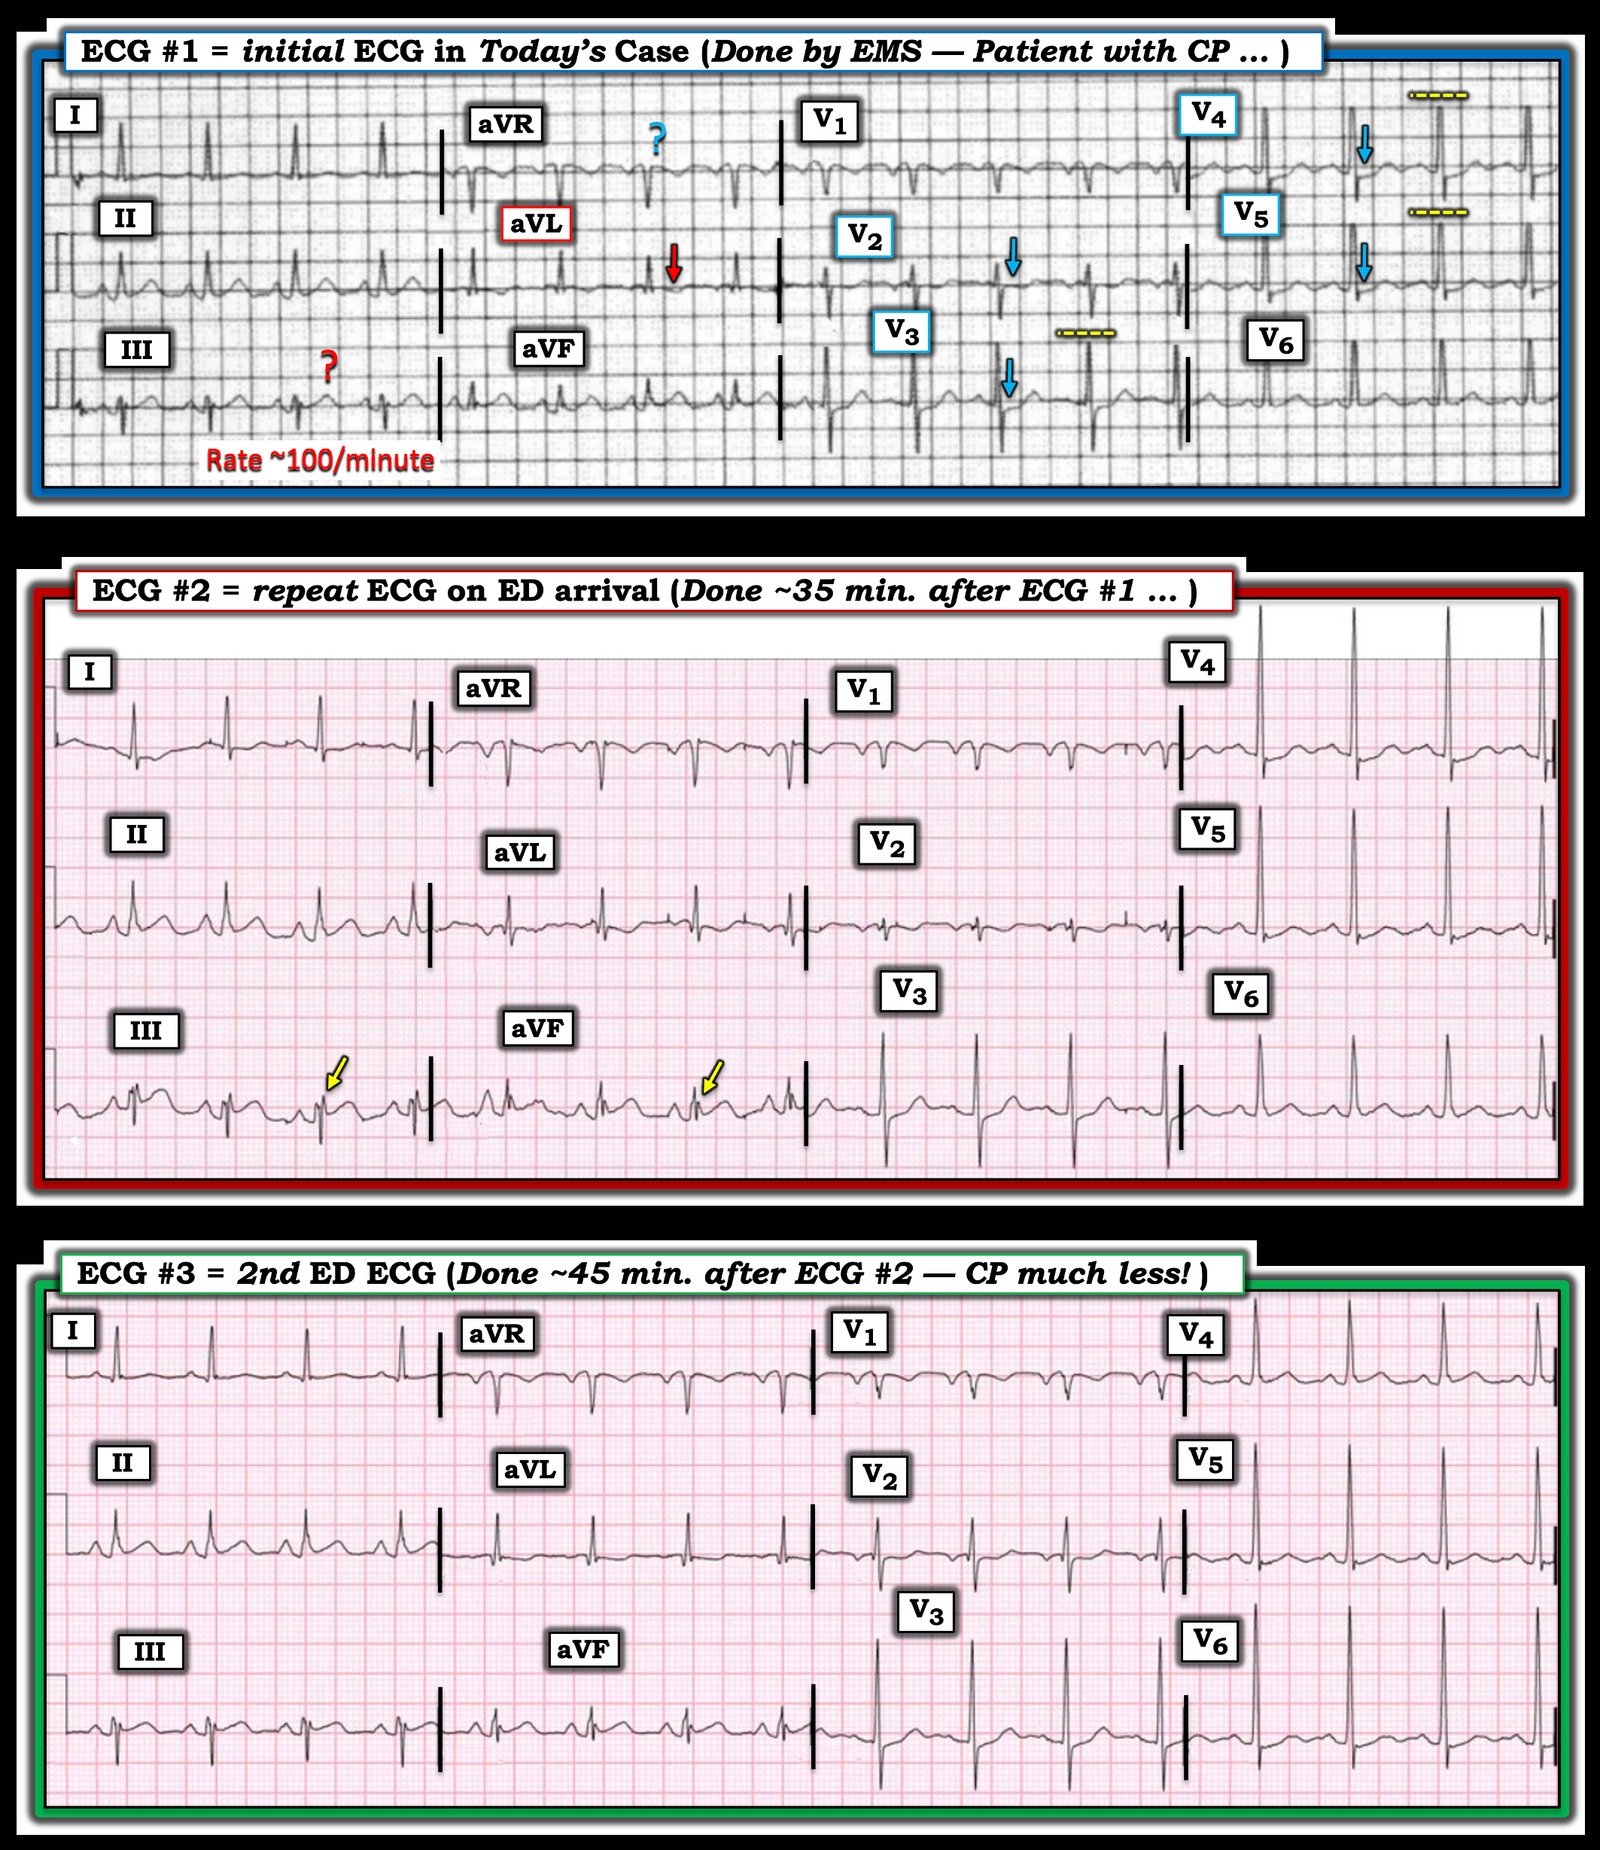 ECG #1 = initial ECG in Today's Case (Done by EMS — Patient with CP ... )
I
aVR
?
V1
V4
II
aVL
V2
V5
III
?
aVF
V3
V6
Rate ~100/minute
ECG #2 = repeat ECG on ED arrival (Done ~35 min. after ECG #1 ... )
I
aVR
V1
V4
II
aVL
V2
V5
III
aVF
V3
V6
ECG #3 = 2nd ED ECG (Done ~45 min. after ECG #2 — CP much less! )
I
aVR
V1
V4
II
aVL
V2
V5
III
aVF
V3
V6